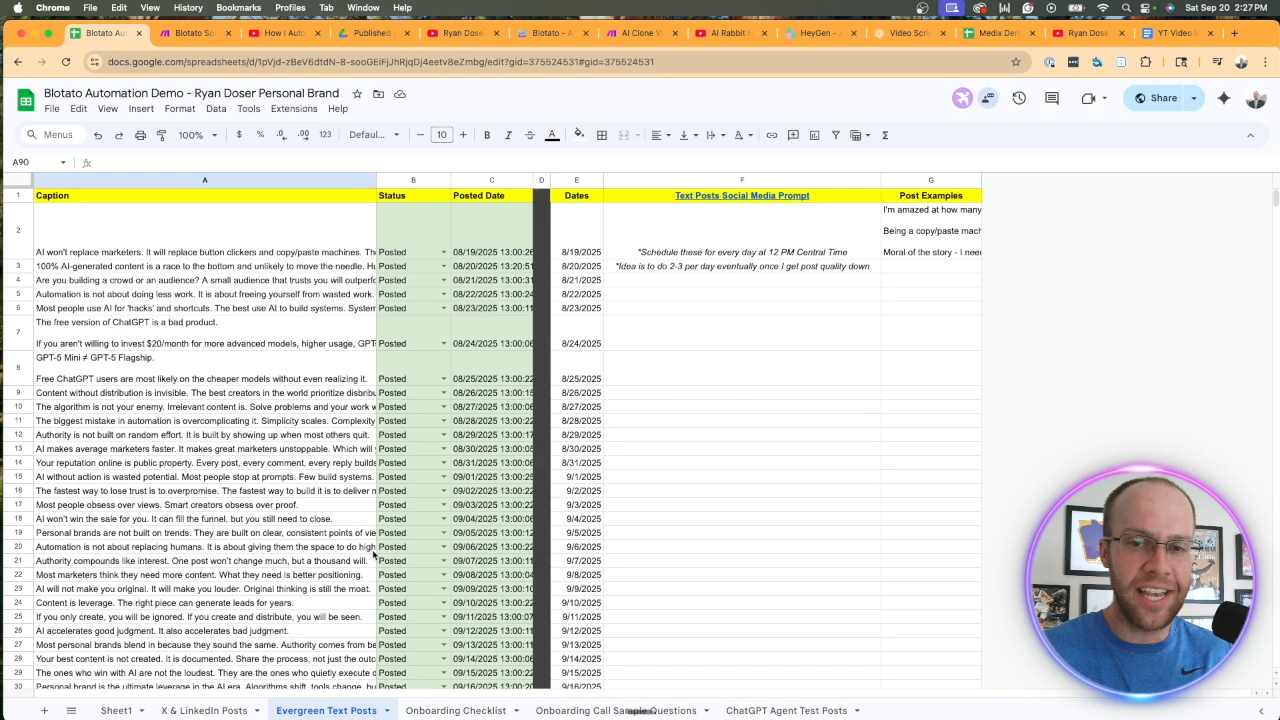 Chrome File Edit View History Bookmarks Profiles Tab Window Help Sat Sep 20 2:27 PM
Blotato Aut Blotato So How I Auto Published Ryan Doser Blotato - A AI Clone V AI Rabbit H HeyGen - A Video Scrip Medix Den Ryan Doser YT Video I
docs.google.com/spreadsheets/d/1pVjd-zBeV6dtdN-8-sooGEiFjJhRjqDj4eetv8eZmbg/edit?gid=375524531#gid=375524531
Blotato Automation Demo - Ryan Doser Personal Brand
File Edit View Insert Format Data Tools Extensions Help
Share
Menus 100% $ % .0 .00 123 Defaul... 10 B I A
A90 fx
A B C D E F G
1 Caption Status Posted Date Dates Text Posts Social Media Prompt Post Examples
I'm amazed at how many
2 Being a copy/paste mach
AI won't replace marketers. It will replace button clickers and copy/paste machines. Th Posted 08/19/2025 13:00:26 8/19/2025 *Schedule these for every day at 12 PM Central Time Moral of the story - I nee
3 100% AI-generated content is a race to the bottom and unlikely to move the needle. Hu Posted 08/20/2025 13:20:51 8/20/2025 *Idea is to do 2-3 per day eventually once I get post quality down
4 Are you building a crowd or an audience? A small audience that trusts you will outperfo Posted 08/21/2025 13:00:31 8/21/2025
5 Automation is not about doing less work. It is about freeing yourself from wasted work. Posted 08/22/2025 13:00:24 8/22/2025
6 Most people use AI for 'hacks' and shortcuts. The best use AI to build systems. System Posted 08/23/2025 13:00:11 8/23/2025
The free version of ChatGPT is a bad product.
7
If you aren't willing to invest $20/month for more advanced models, higher usage, GPT Posted 08/24/2025 13:00:06 8/24/2025
GPT-5 Mini ≠ GPT-5 Flagship.
8
Free ChatGPT users are most likely on the cheaper models without even realizing it. Posted 08/25/2025 13:00:22 8/25/2025
9 Content without distribution is invisible. The best creators in the world prioritize distribu Posted 08/26/2025 13:00:15 8/26/2025
10 The algorithm is not your enemy. Irrelevant content is. Solve problems and your work w Posted 08/27/2025 13:00:06 8/27/2025
11 The biggest mistake in automation is overcomplicating it. Simplicity scales. Complexity Posted 08/28/2025 13:00:22 8/28/2025
12 Authority is not built on random effort. It is built by showing up when most others quit. Posted 08/29/2025 13:00:17 8/29/2025
13 AI makes average marketers faster. It makes great marketers unstoppable. Which will Posted 08/30/2025 13:00:05 8/30/2025
14 Your reputation online is public property. Every post, every comment, every reply builds Posted 08/31/2025 13:00:06 8/31/2025
15 AI without action is wasted potential. Most people stop at prompts. Few build systems. Posted 09/01/2025 13:00:25 9/1/2025
16 The fastest way to lose trust is to overpromise. The fastest way to build it is to deliver m Posted 09/02/2025 13:00:22 9/2/2025
17 Most people obsess over views. Smart creators obsess over proof. Posted 09/03/2025 13:00:22 9/3/2025
18 AI won't win the sale for you. It can fill the funnel, but you still need to close. Posted 09/04/2025 13:00:06 9/4/2025
19 Personal brands are not built on trends. They are built on clear, consistent points of vie Posted 09/05/2025 13:00:12 9/5/2025
20 Automation is not about replacing humans. It is about giving them the space to do high Posted 09/06/2025 13:00:22 9/6/2025
21 Authority compounds like interest. One post won't change much, but a thousand will. Posted 09/07/2025 13:00:11 9/7/2025
22 Most marketers think they need more content. What they need is better positioning. Posted 09/08/2025 13:00:04 9/8/2025
23 AI will not make you original. It will make you louder. Original thinking is still the moat. Posted 09/09/2025 13:00:10 9/9/2025
24 Content is leverage. The right piece can generate leads for years. Posted 09/10/2025 13:00:22 9/10/2025
25 If you only create, you will be ignored. If you create and distribute, you will be seen. Posted 09/11/2025 13:00:07 9/11/2025
26 AI accelerates good judgment. It also accelerates bad judgment. Posted 09/12/2025 13:00:11 9/12/2025
27 Most personal brands blend in because they sound the same. Authority comes from be Posted 09/13/2025 13:00:11 9/13/2025
28 Your best content is not created. It is documented. Share the process, not just the outc Posted 09/14/2025 13:00:06 9/14/2025
29 The ones who win with AI are not the loudest. They are the ones who quietly execute Posted 09/15/2025 13:00:22 9/15/2025
30 Personal brand is the ultimate leverage in the AI era. Algorithms shift, tools change, bu Posted 09/16/2025 13:00:20 9/16/2025
Sheet1 X & LinkedIn Posts Evergreen Text Posts Onboarding Checklist Onboarding Call Sample Questions ChatGPT Agent Test Posts